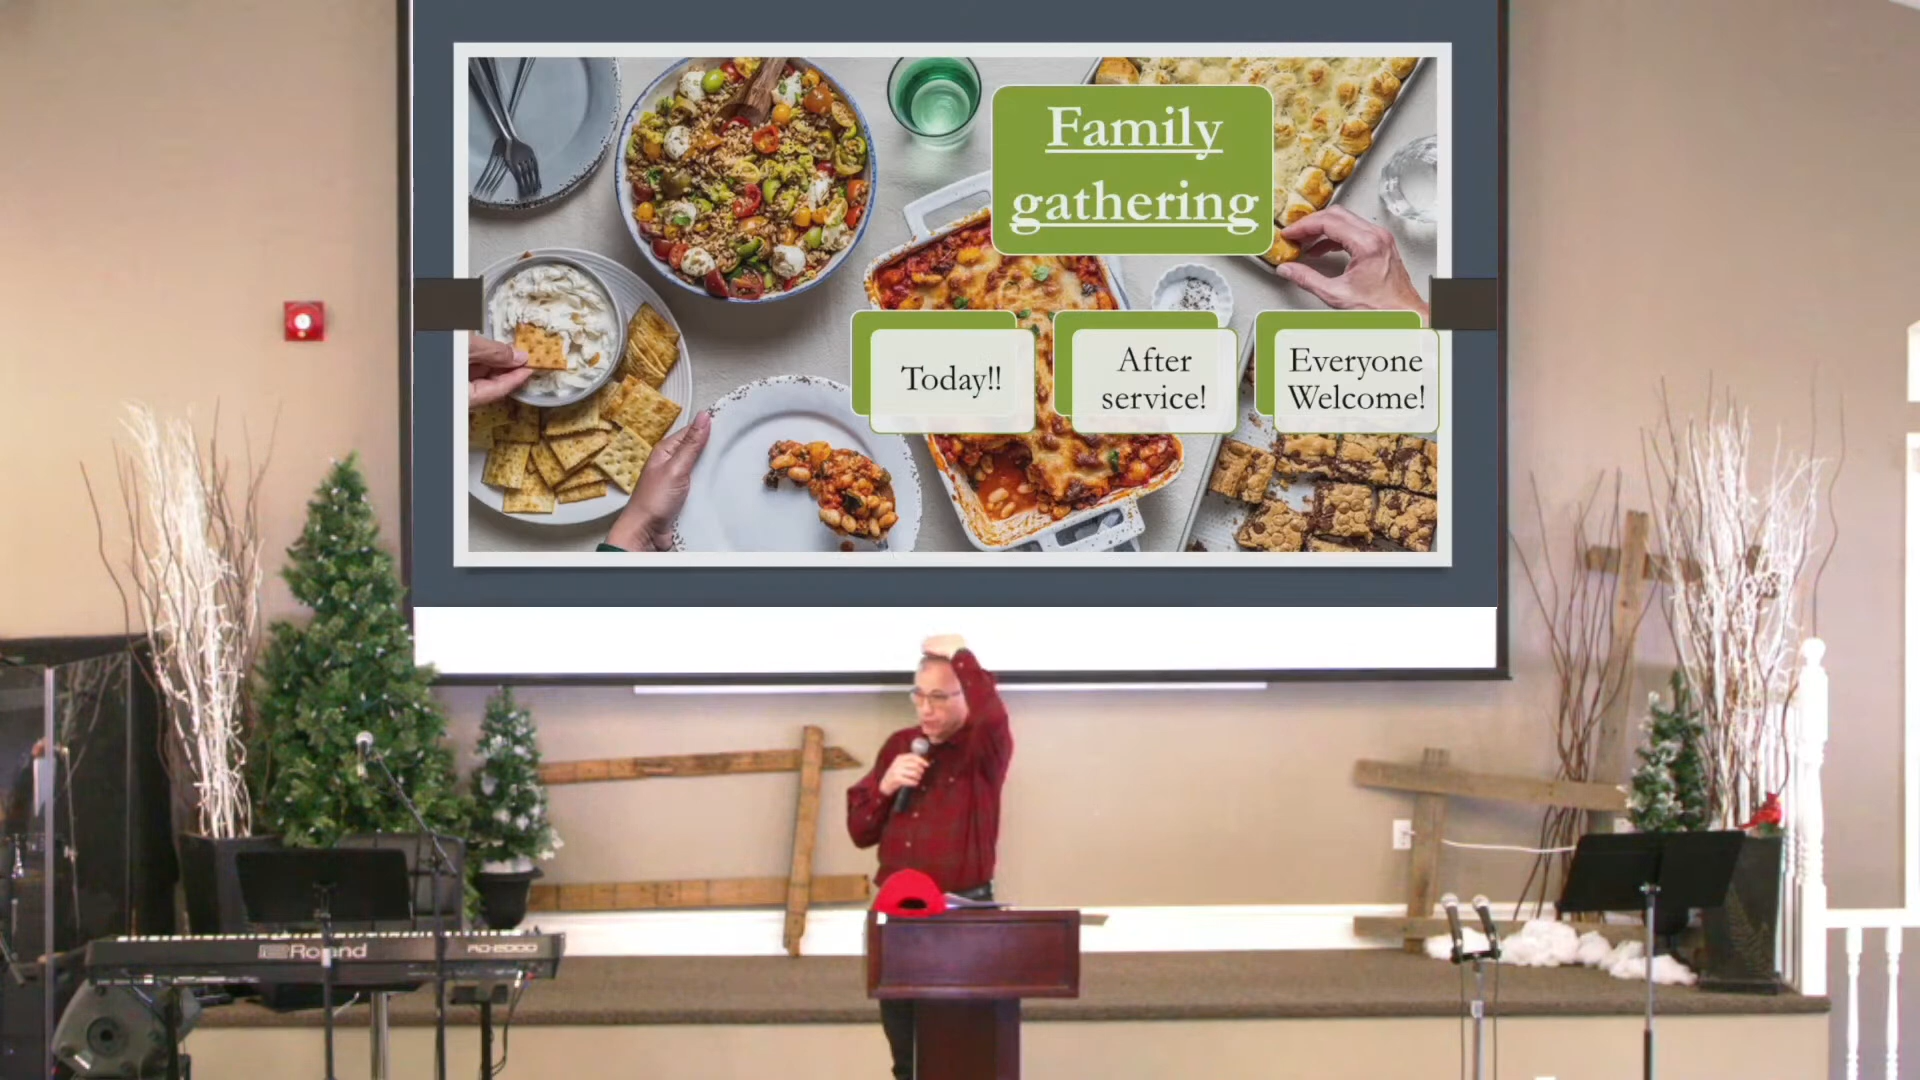 Family
gathering
Today!!
After
service!
Everyone
Welcome!
Roland
RD-2000